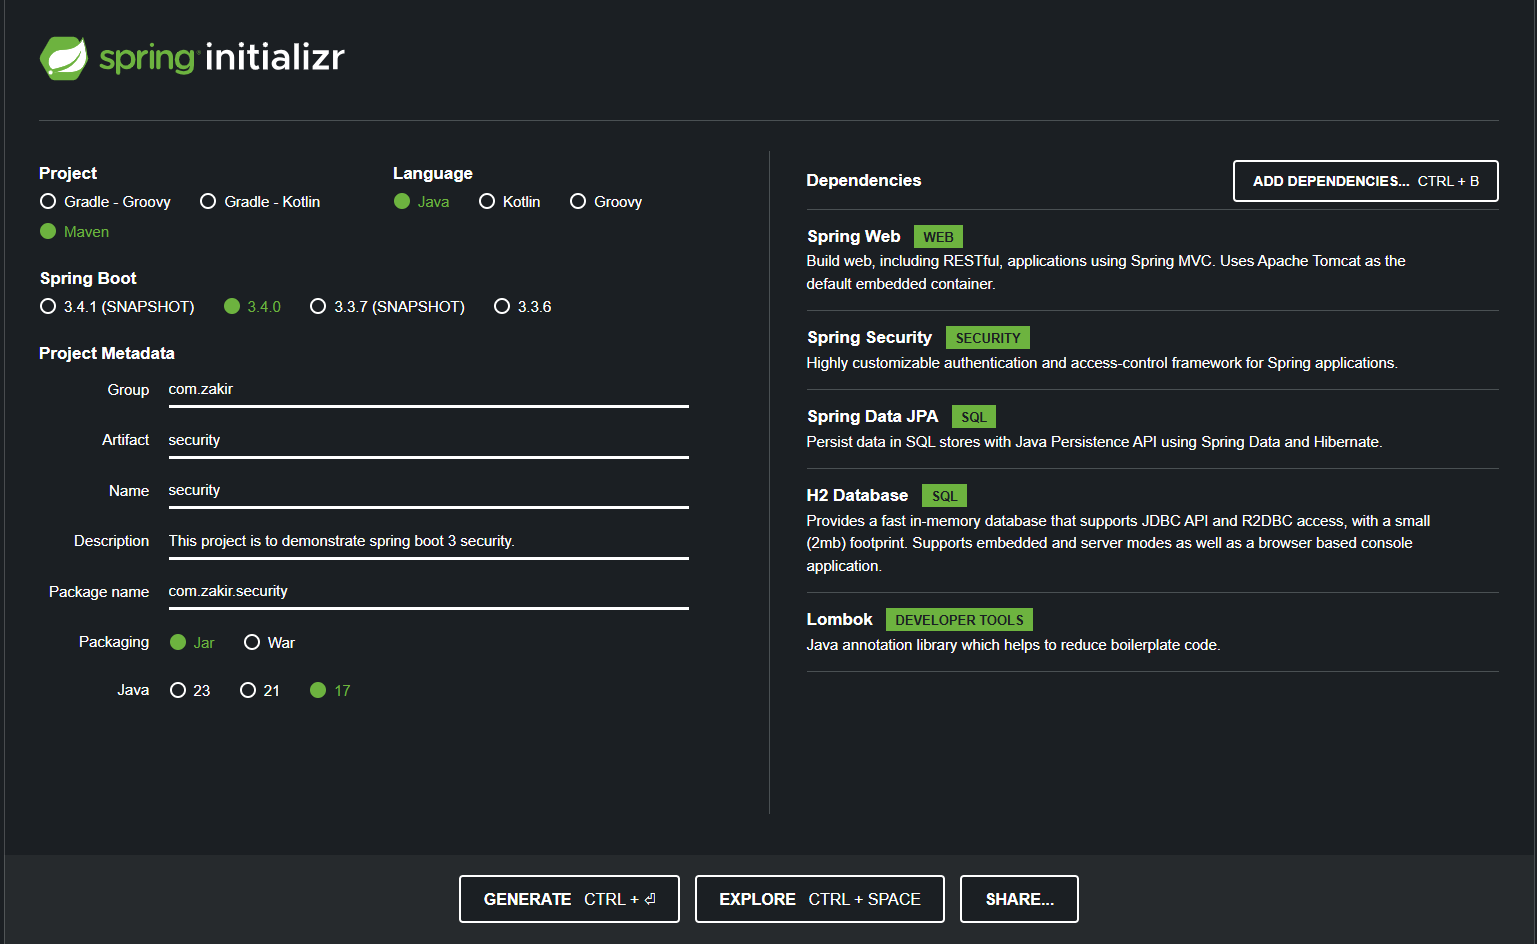 spring initializr
Project
Gradle - Groovy Gradle - Kotlin
Maven
Language
Java Kotlin Groovy
Spring Boot
3.4.1 (SNAPSHOT) 3.4.0 3.3.7 (SNAPSHOT) 3.3.6
Project Metadata
Group com.zakir
Artifact security
Name security
Description This project is to demonstrate spring boot 3 security.
Package name com.zakir.security
Packaging Jar War
Java 23 21 17
Dependencies
ADD DEPENDENCIES... CTRL + B
Spring Web WEB
Build web, including RESTful, applications using Spring MVC. Uses Apache Tomcat as the
default embedded container.
Spring Security SECURITY
Highly customizable authentication and access-control framework for Spring applications.
Spring Data JPA SQL
Persist data in SQL stores with Java Persistence API using Spring Data and Hibernate.
H2 Database SQL
Provides a fast in-memory database that supports JDBC API and R2DBC access, with a small
(2mb) footprint. Supports embedded and server modes as well as a browser based console
application.
Lombok DEVELOPER TOOLS
Java annotation library which helps to reduce boilerplate code.
GENERATE CTRL + ⏎
EXPLORE CTRL + SPACE
SHARE...